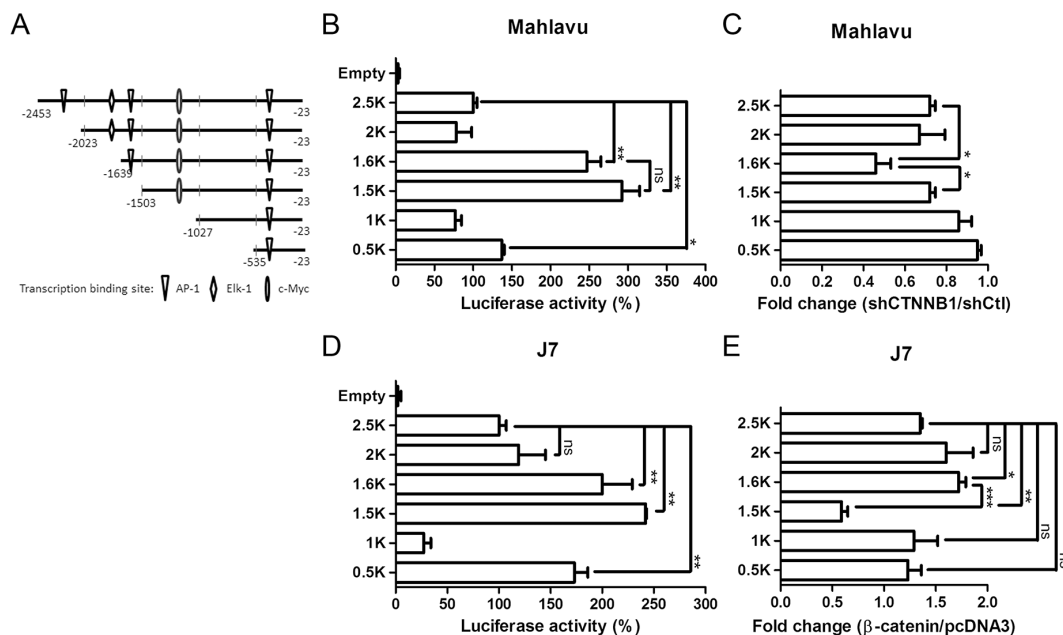 A
-2453
-23
-2023
-23
-1639
-23
-1503
-23
-1027
-23
-535
-23
Transcription binding site: AP-1 Elk-1 c-Myc
B
Mahlavu
Empty
2.5K
2K
1.6K
1.5K
1K
0.5K
**
ns
**
*
0 50 100 150 200 250 300 350 400
Luciferase activity (%)
C
Mahlavu
2.5K
2K
1.6K
1.5K
1K
0.5K
*
*
0.0 0.2 0.4 0.6 0.8 1.0
Fold change (shCTNNB1/shCtl)
D
J7
Empty
2.5K
2K
1.6K
1.5K
1K
0.5K
ns
**
**
**
0 50 100 150 200 250 300
Luciferase activity (%)
E
J7
2.5K
2K
1.6K
1.5K
1K
0.5K
ns
*
***
**
ns
ns
0.0 0.5 1.0 1.5 2.0
Fold change (β-catenin/pcDNA3)